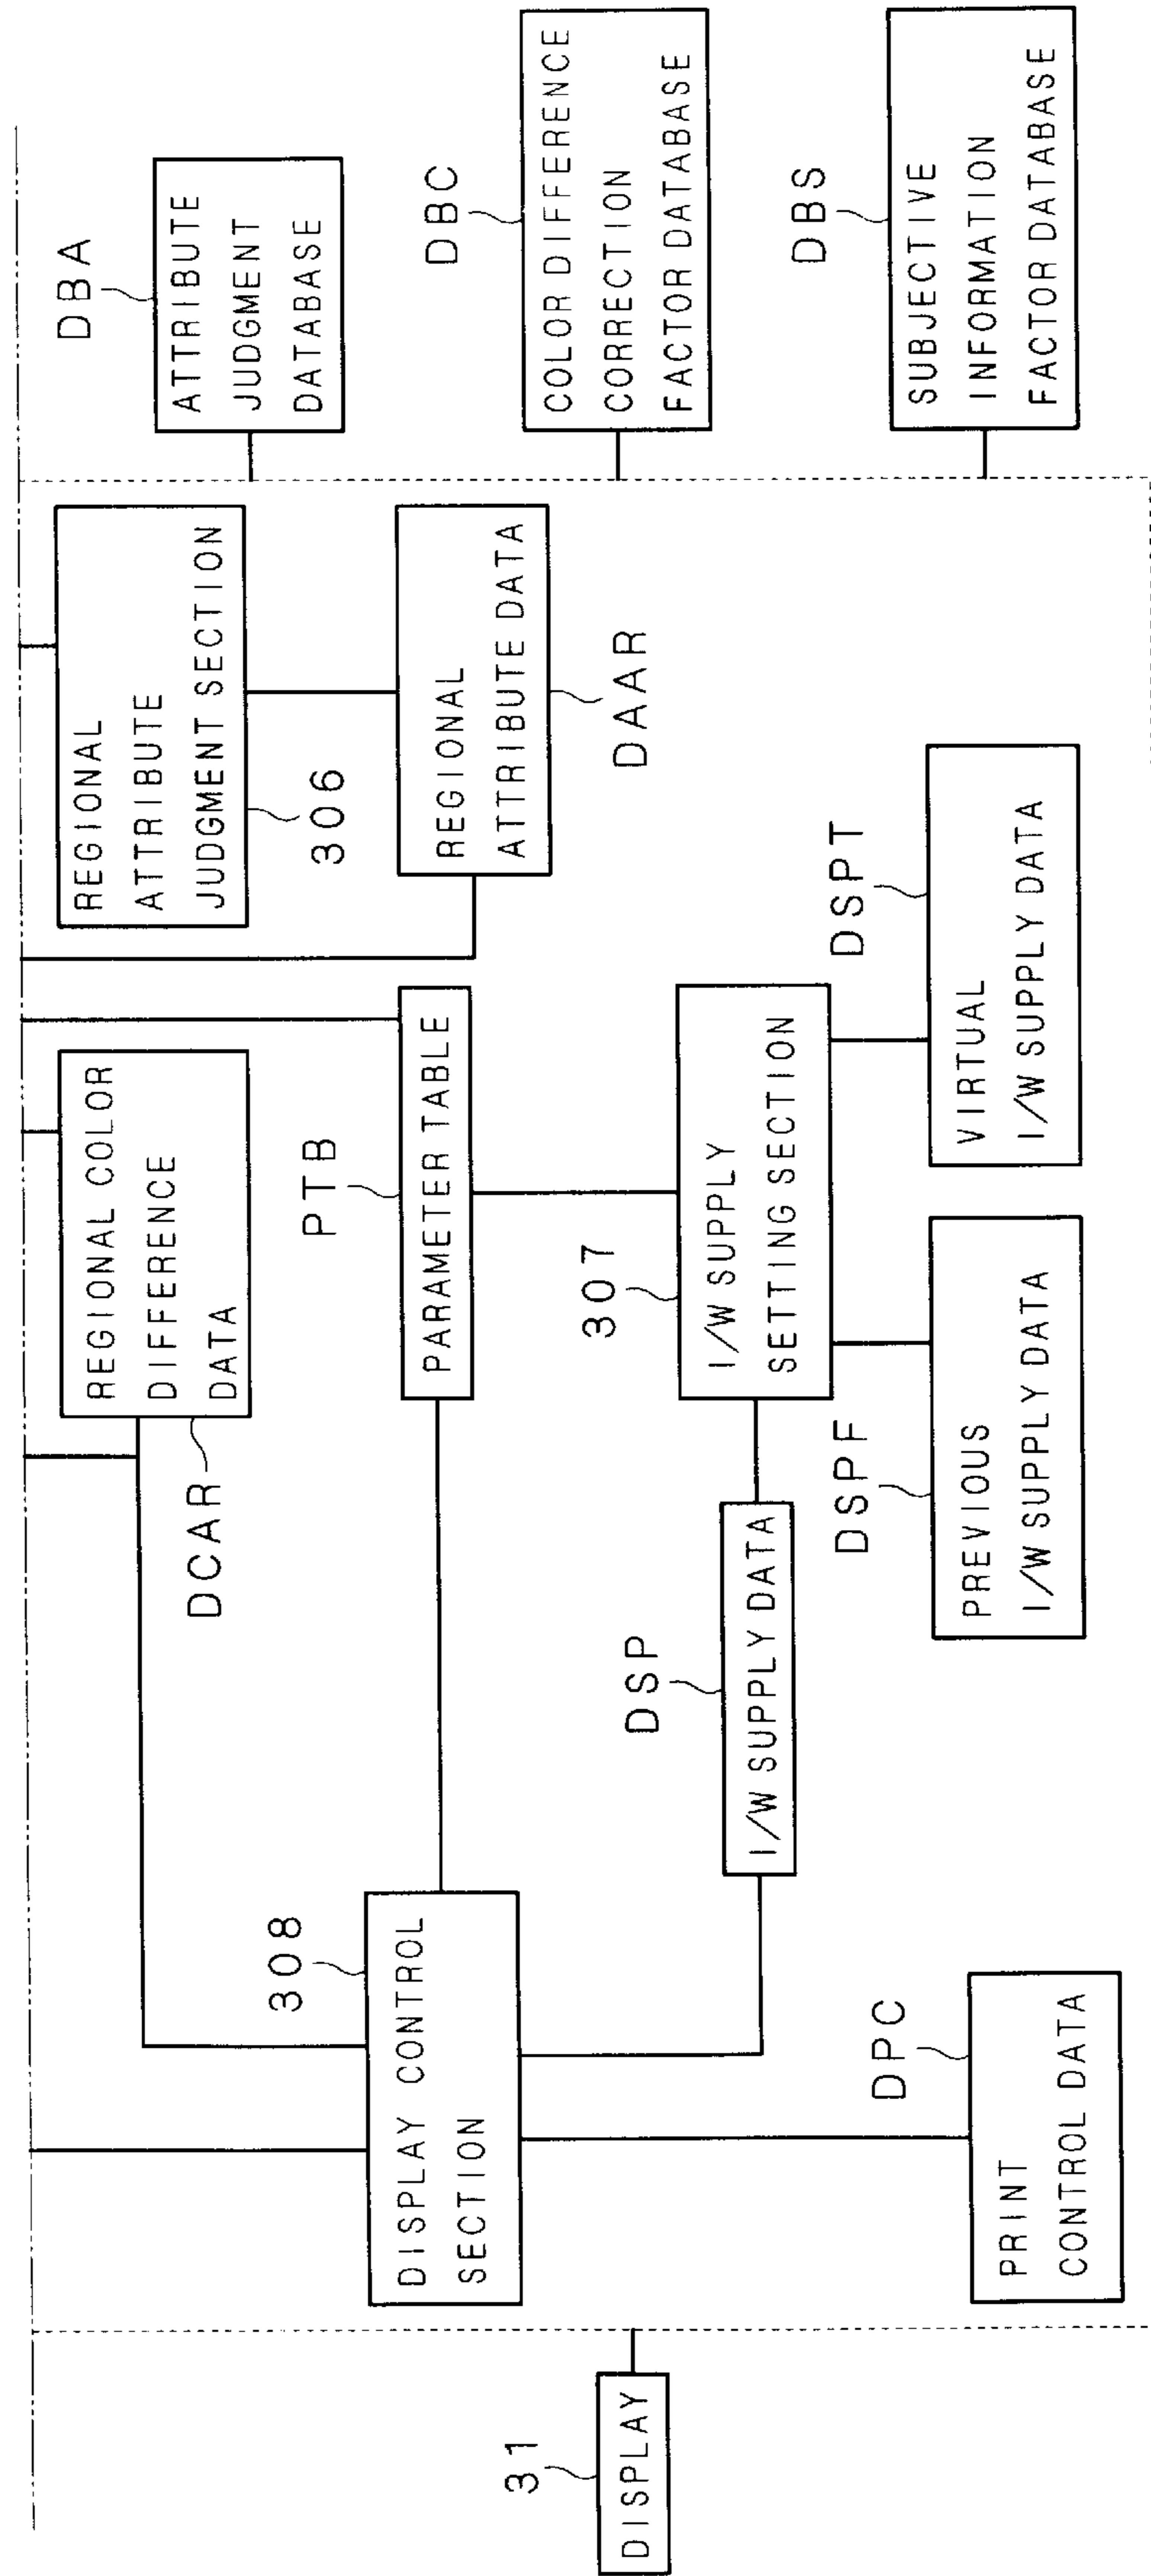 DBA
ATTRIBUTE
JUDGMENT
DATABASE
DBC
COLOR DIFFERENCE
CORRECTION
FACTOR DATABASE
DBS
SUBJECTIVE
INFORMATION
FACTOR DATABASE
REGIONAL
ATTRIBUTE
JUDGMENT SECTION
306
REGIONAL
ATTRIBUTE DATA
DAAR
REGIONAL COLOR
DIFFERENCE
DATA
DCAR
PTB
PARAMETER TABLE
307
I/W SUPPLY
SETTING SECTION
DSPT
VIRTUAL
I/W SUPPLY DATA
DSPF
PREVIOUS
I/W SUPPLY DATA
DSP
I/W SUPPLY DATA
308
DISPLAY CONTROL
SECTION
DPC
PRINT
CONTROL DATA
31
DISPLAY